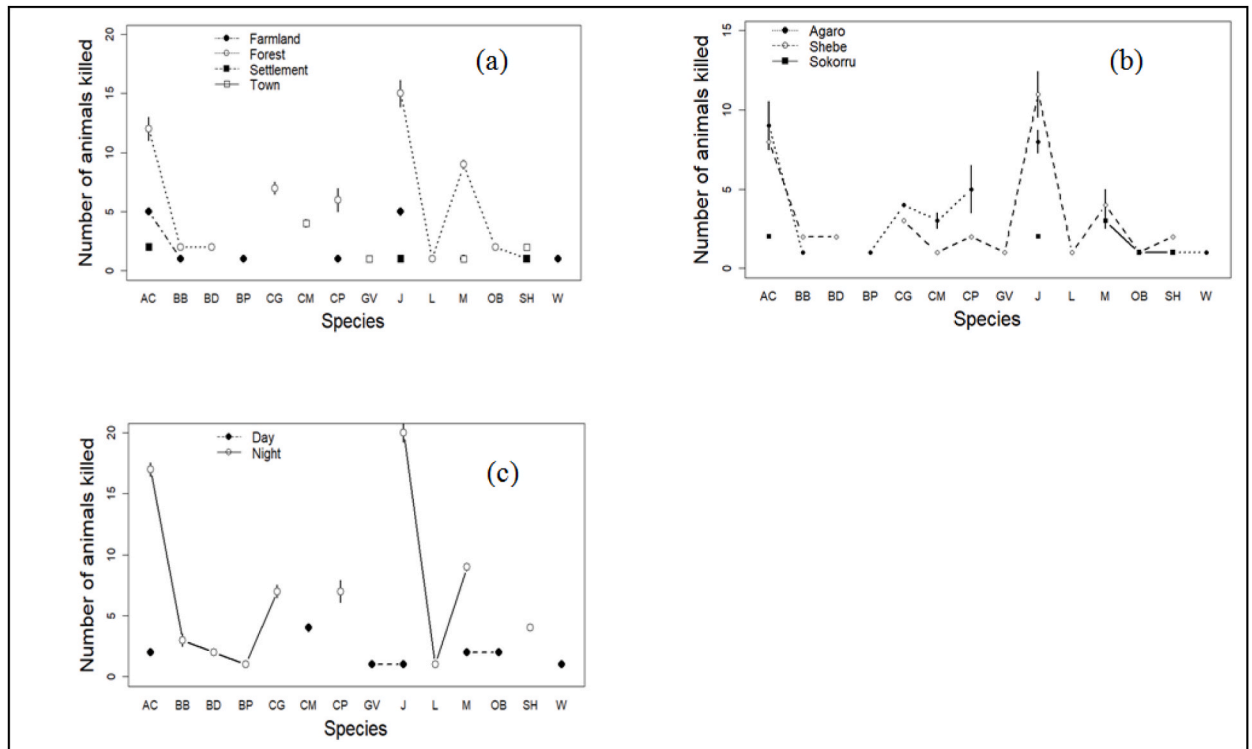 (a)
Farmland
Forest
Settlement
Town
Number of animals killed
20
15
10
5
0
AC BB BD BP CG CM CP GV J L M OB SH W
Species
(b)
Agaro
Shebe
Sokorru
Number of animals killed
15
10
5
0
AC BB BD BP CG CM CP GV J L M OB SH W
Species
(c)
Day
Night
Number of animals killed
20
15
10
5
0
AC BB BD BP CG CM CP GV J L M OB SH W
Species